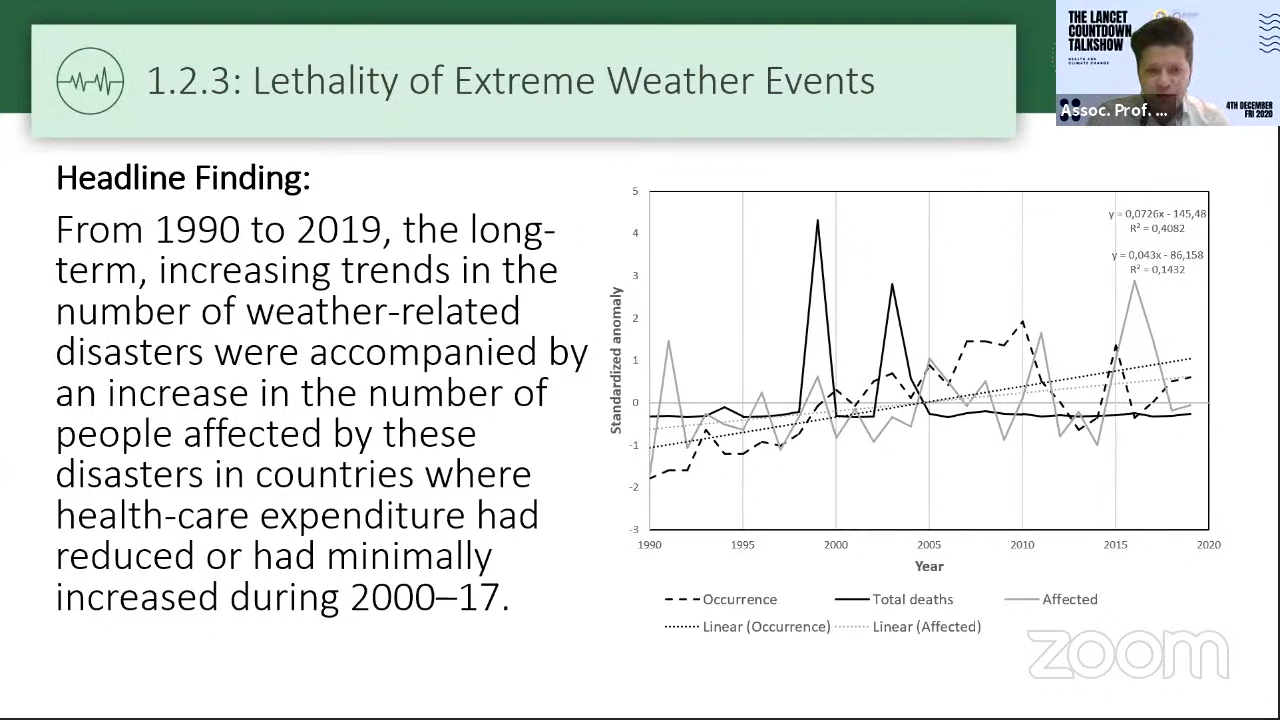 1.2.3: Lethality of Extreme Weather Events
THE LANCET
COUNTDOWN
TALKSHOW
HEALTH AND
CLIMATE CHANGE
Assoc. Prof. ...
4TH DECEMBER
FRI 2020
Headline Finding:
From 1990 to 2019, the long-
term, increasing trends in the
number of weather-related
disasters were accompanied by
an increase in the number of
people affected by these
disasters in countries where
health-care expenditure had
reduced or had minimally
increased during 2000–17.
y = 0,0726x - 145,48
R² = 0,4082
y = 0,043x - 86,158
R² = 0,1432
Standardized anomaly
5
4
3
2
1
0
-1
-2
-3
1990 1995 2000 2005 2010 2015 2020
Year
Occurrence Total deaths Affected
Linear (Occurrence) Linear (Affected)
zoom